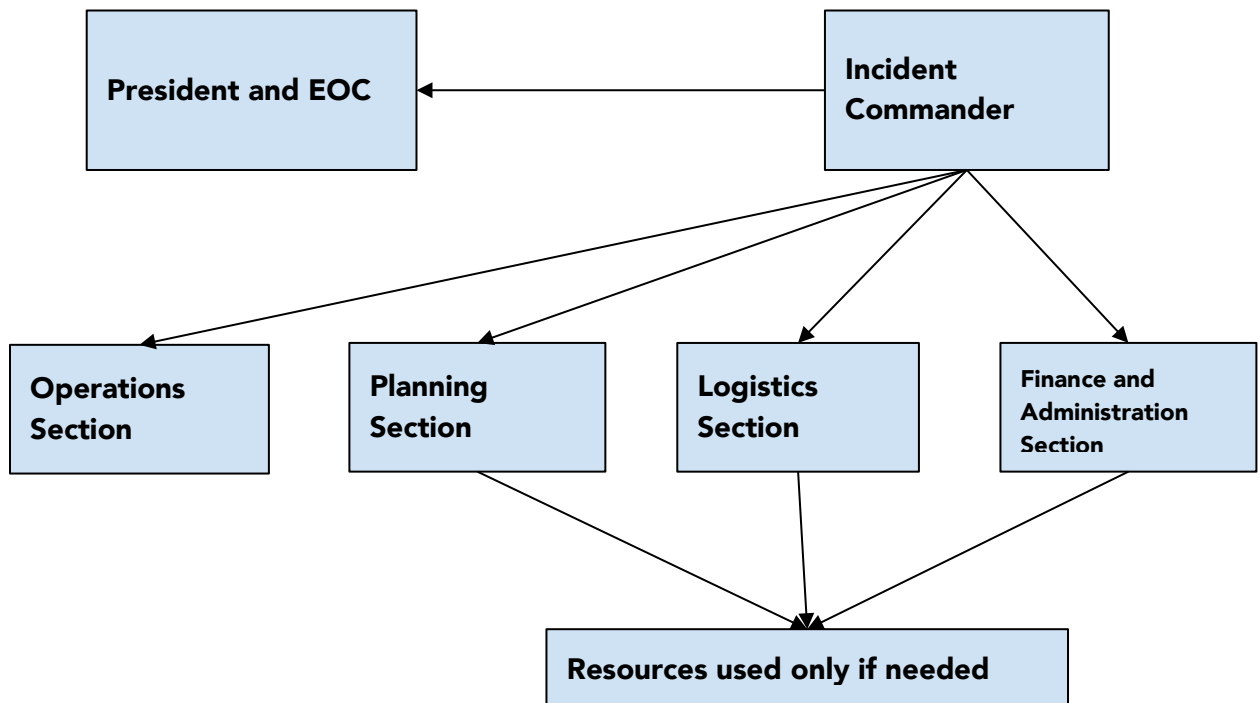 President and EOC
Incident
Commander
Operations
Section
Planning
Section
Logistics
Section
Finance and
Administration
Section
Resources used only if needed